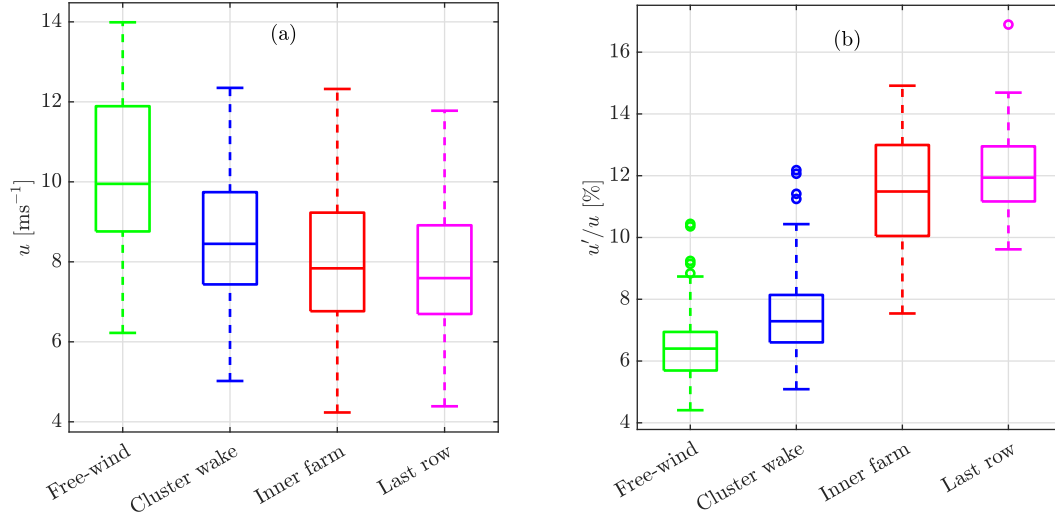 (a)
14
12
10
8
6
4
u [ms⁻¹]
Free-wind
Cluster wake
Inner farm
Last row
(b)
16
14
12
10
8
6
4
u′/u [%]
Free-wind
Cluster wake
Inner farm
Last row